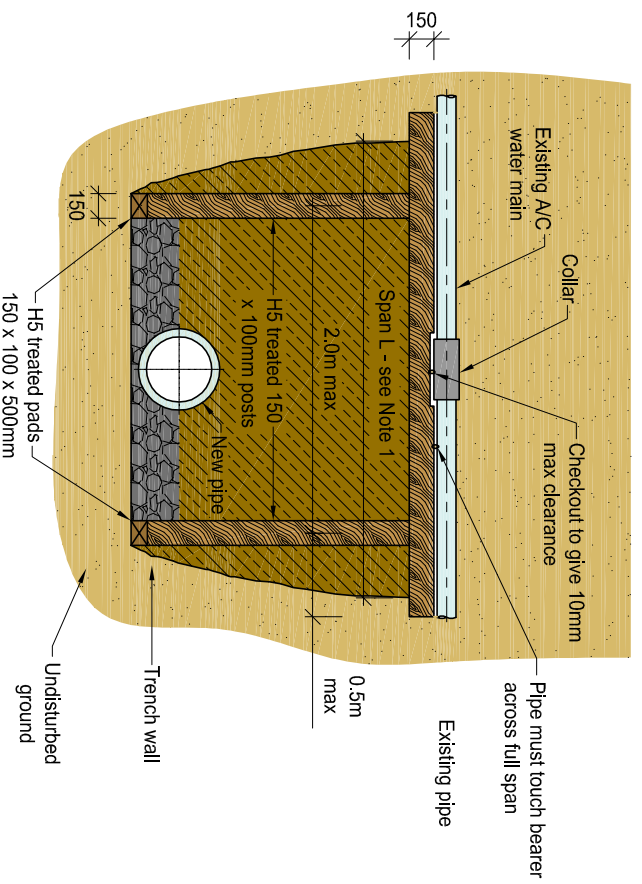 150
Existing A/C
water main
Collar
Checkout to give 10mm
max clearance
Pipe must touch bearer
across full span
Existing pipe
Span L - see Note 1
2.0m max
0.5m
max
H5 treated 150
x 100mm posts
New pipe
150
H5 treated pads
150 x 100 x 500mm
Trench wall
Undisturbed
ground